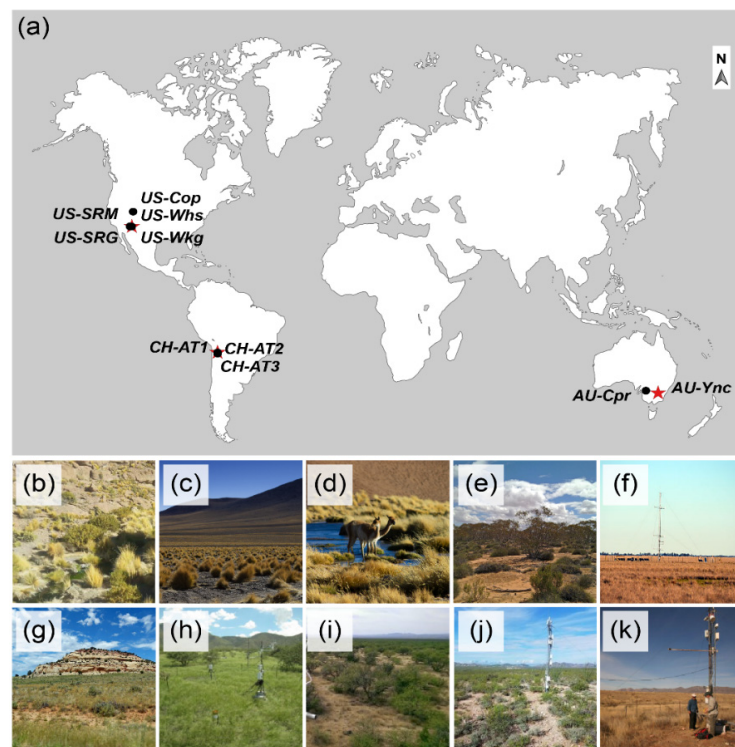 (a)
N
US-Cop
US-SRM US-Whs
US-SRG US-Wkg
CH-AT1 CH-AT2
CH-AT3
AU-Cpr AU-Ync
(b) (c) (d) (e) (f)
(g) (h) (i) (j) (k)